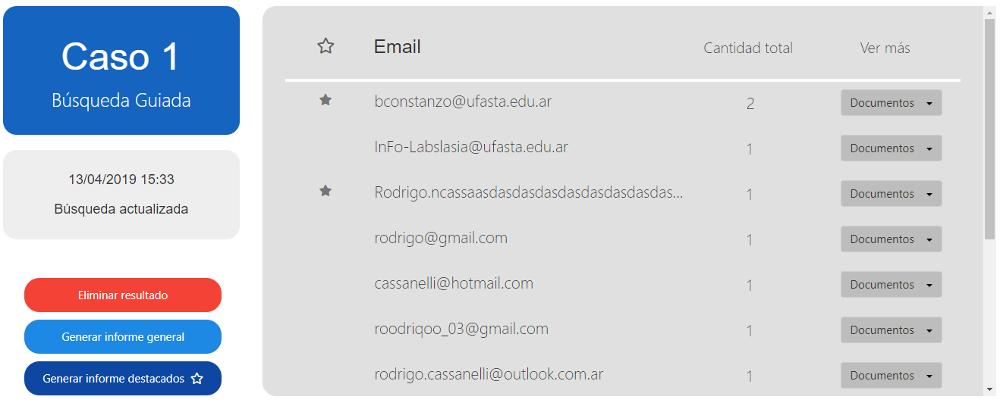 Caso 1
Búsqueda Guiada
13/04/2019 15:33
Búsqueda actualizada
Eliminar resultado
Generar informe general
Generar informe destacados
Email Cantidad total Ver más
bconstanzo@ufasta.edu.ar 2 Documentos
InFo-Labslasia@ufasta.edu.ar 1 Documentos
Rodrigo.ncassaasdasdasdasdasdasdasdasdas... 1 Documentos
rodrigo@gmail.com 1 Documentos
cassanelli@hotmail.com 1 Documentos
roodriqoo_03@gmail.com 1 Documentos
rodrigo.cassanelli@outlook.com.ar 1 Documentos